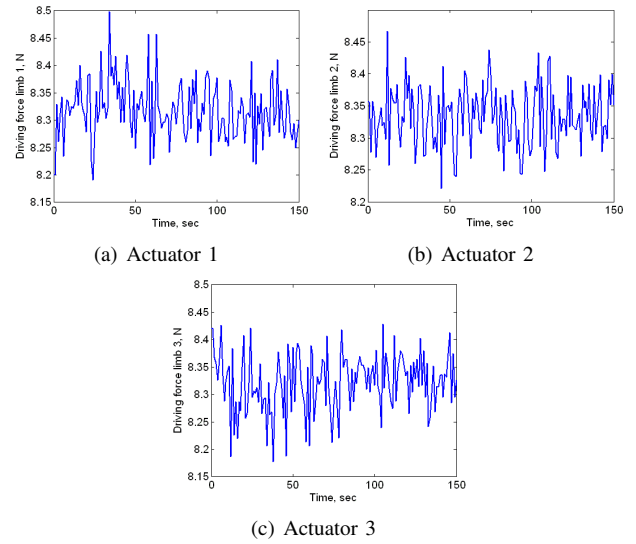 8.5
8.45
8.4
8.35
8.3
8.25
8.2
8.15
0 50 100 150
Driving force limb 1, N
Time, sec
(a) Actuator 1
8.45
8.4
8.35
8.3
8.25
8.2
0 50 100 150
Driving force limb 2, N
Time, sec
(b) Actuator 2
8.5
8.45
8.4
8.35
8.3
8.25
8.2
8.15
0 50 100 150
Driving force limb 3, N
Time, sec
(c) Actuator 3